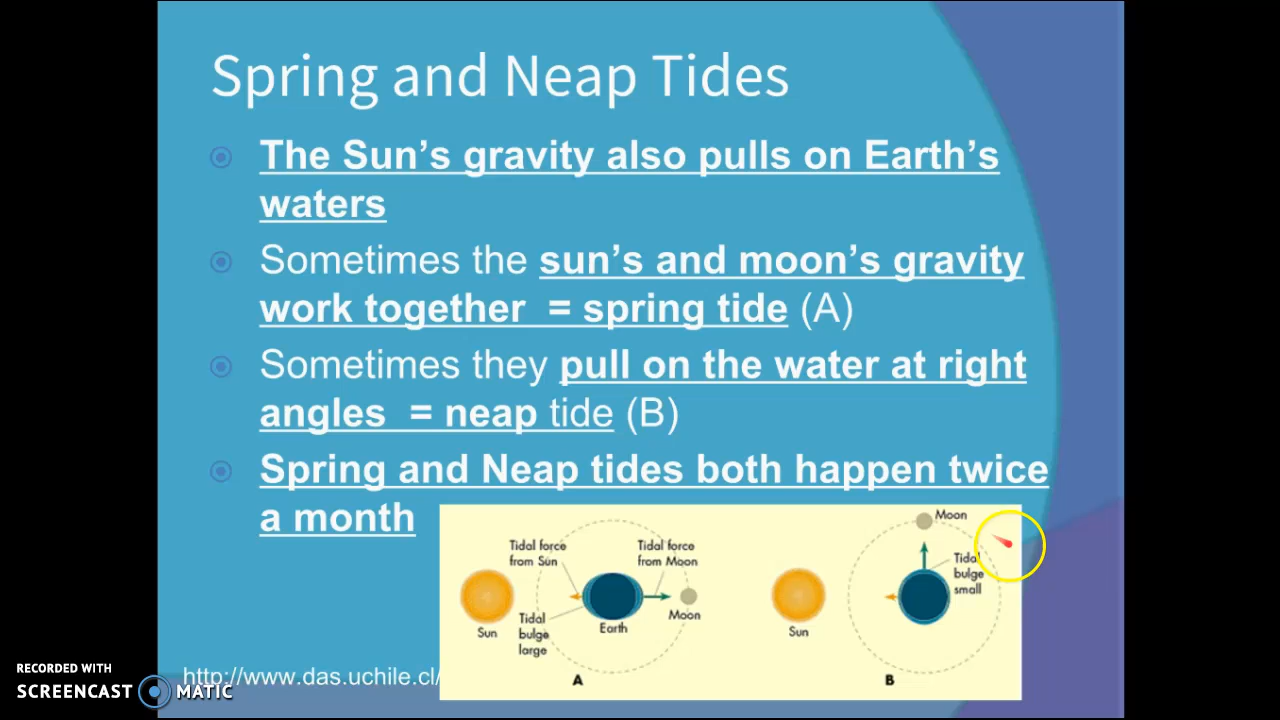 Spring and Neap Tides
The Sun's gravity also pulls on Earth's
waters
Sometimes the sun's and moon's gravity
work together = spring tide (A)
Sometimes they pull on the water at right
angles = neap tide (B)
Spring and Neap tides both happen twice
a month
Tidal force
from Sun
Tidal force
from Moon
Sun
Tidal
bulge
large
Earth
Moon
A
Moon
Tidal
bulge
small
Sun
B
http://www.das.uchile.cl/
RECORDED WITH
SCREENCAST MATIC